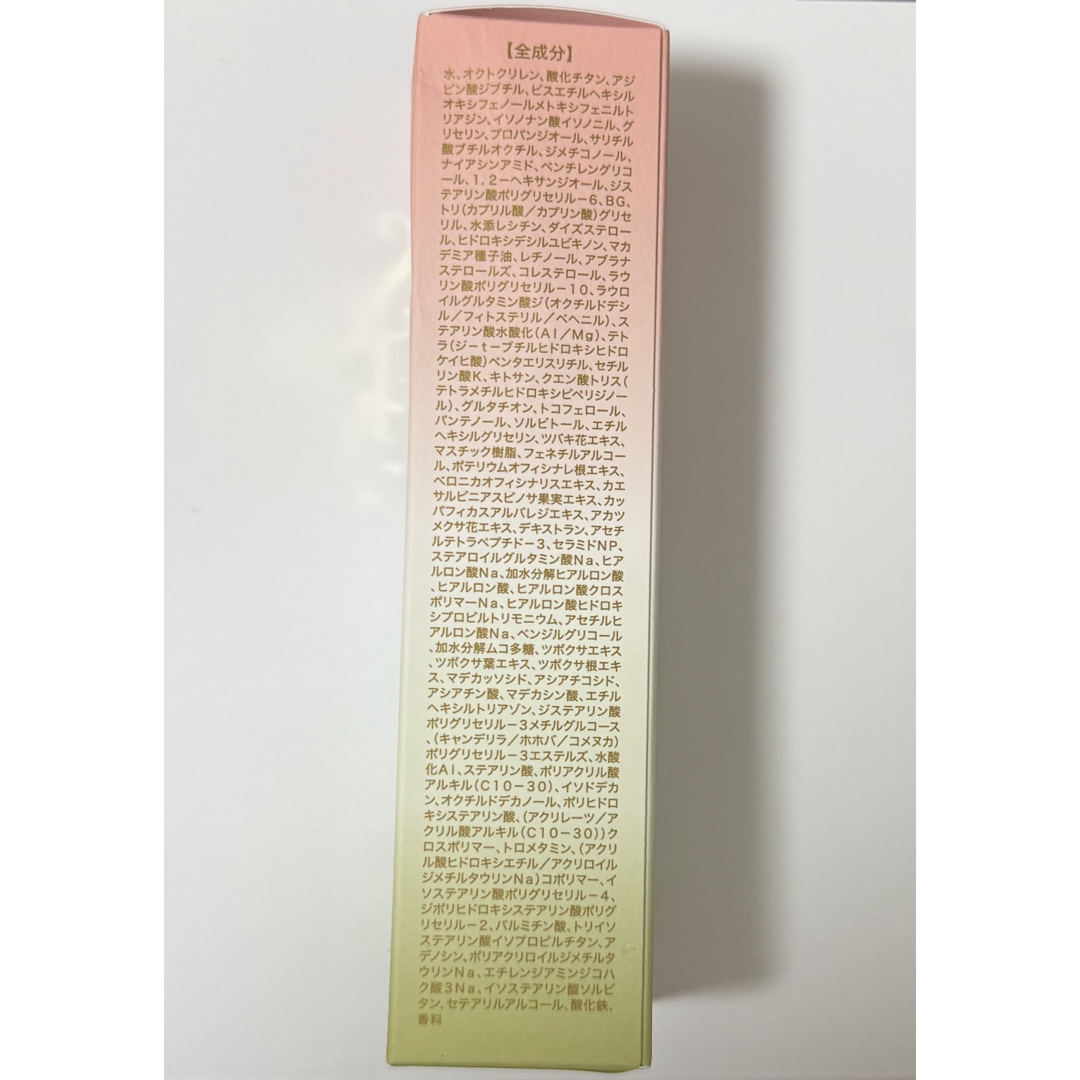 【全成分】
水、オクトクリレン、酸化チタン、アジ
ピン酸ジブチル、ビスエチルヘキシル
オキシフェノールメトキシフェニルト
リアジン、イソノナン酸イソノニル、グ
リセリン、プロパンジオール、サリチル
酸ブチルオクチル、ジメチコノール、
ナイアシンアミド、ペンチレングリコ
ール、1,2－ヘキサンジオール、ジス
テアリン酸ポリグリセリル－6、BG、
トリ(カプリル酸／カプリン酸)グリセ
リル、水添レシチン、ダイズステロー
ル、ヒドロキシデシルユビキノン、マカ
デミア種子油、レチノール、アブラナ
ステロールズ、コレステロール、ラウ
リン酸ポリグリセリル－10、ラウロ
イルグルタミン酸ジ(オクチルドデシ
ル／フィトステリル／ベヘニル)、ス
テアリン酸水酸化(Al／Mg)、テト
ラ(ジ－t－ブチルヒドロキシヒドロ
ケイヒ酸)ペンタエリスリチル、セチル
リン酸K、キトサン、クエン酸トリス(
テトラメチルヒドロキシピペリジノー
ル)、グルタチオン、トコフェロール、
パンテノール、ソルビトール、エチル
ヘキシルグリセリン、ツバキ花エキス、
マスチック樹脂、フェネチルアルコー
ル、ポテリウムオフィシナレ根エキス、
ベロニカオフィシナリスエキス、カエ
サルピニアスピノサ果実エキス、カッ
パフィカスアルバレジエキス、アカツ
メクサ花エキス、デキストラン、アセチ
ルテトラペプチド－3、セラミドNP、
ステアロイルグルタミン酸Na、ヒア
ルロン酸Na、加水分解ヒアルロン酸
、ヒアルロン酸、ヒアルロン酸クロス
ポリマーNa、ヒアルロン酸ヒドロキ
シプロピルトリモニウム、アセチルヒ
アルロン酸Na、ベンジルグリコール
、加水分解ムコ多糖、ツボクサエキス
、ツボクサ葉エキス、ツボクサ根エキ
ス、マデカッソシド、アシアチコシド、
アシアチン酸、マデカシン酸、エチル
ヘキシルトリアゾン、ジステアリン酸
ポリグリセリル－3メチルグルコース
、(キャンデリラ／ホホバ／コメヌカ)
ポリグリセリル－3エステルズ、水酸
化Al、ステアリン酸、ポリアクリル酸
アルキル(C10－30)、イソドデカ
ン、オクチルドデカノール、ポリヒドロ
キシステアリン酸、(アクリレーツ／ア
クリル酸アルキル(C10－30))ク
ロスポリマー、トロメタミン、(アクリ
ル酸ヒドロキシエチル／アクリロイル
ジメチルタウリンNa)コポリマー、イ
ソステアリン酸ポリグリセリル－4、
ジポリヒドロキシステアリン酸ポリグ
リセリル－2、パルミチン酸、トリイソ
ステアリン酸イソプロピルチタン、ア
デノシン、ポリアクリロイルジメチルタ
ウリンNa、エチレンジアミンジコハ
ク酸3Na、イソステアリン酸ソルビ
タン、セテアリルアルコール、酸化鉄、
香料